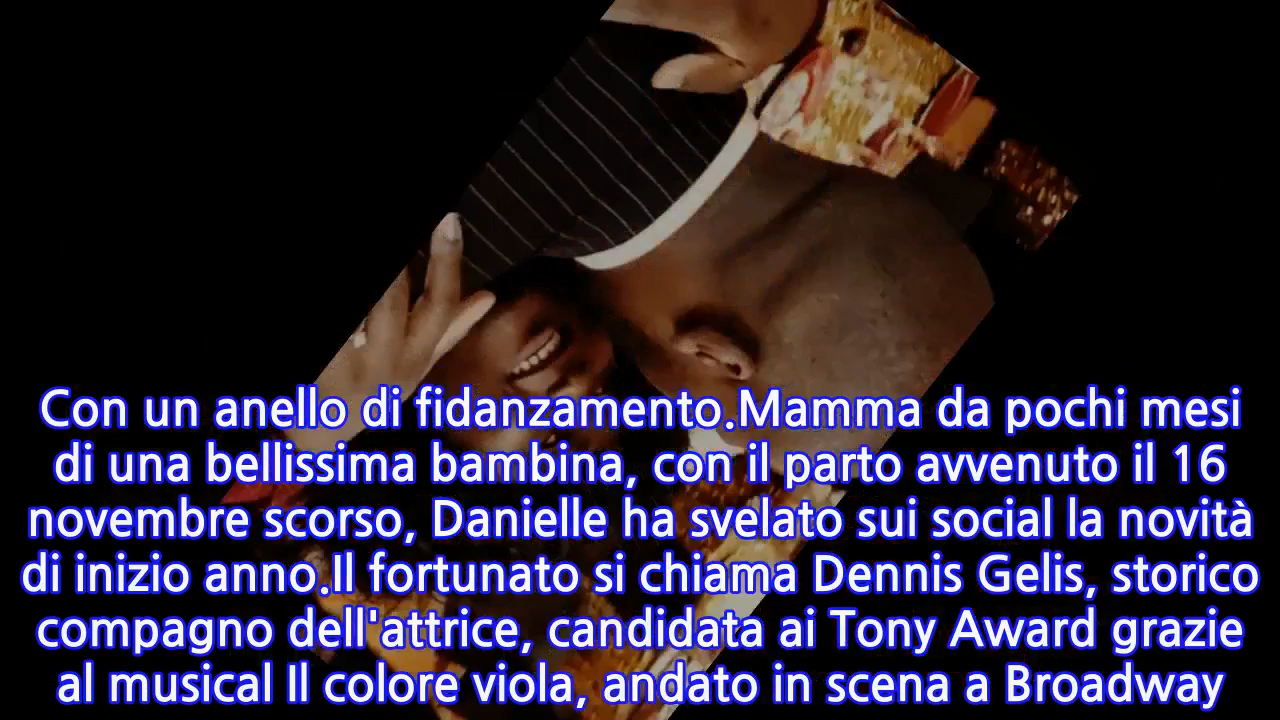 Con un anello di fidanzamento.Mamma da pochi mesi
di una bellissima bambina, con il parto avvenuto il 16
novembre scorso, Danielle ha svelato sui social la novità
di inizio anno.Il fortunato si chiama Dennis Gelis, storico
compagno dell'attrice, candidata ai Tony Award grazie
al musical Il colore viola, andato in scena a Broadway